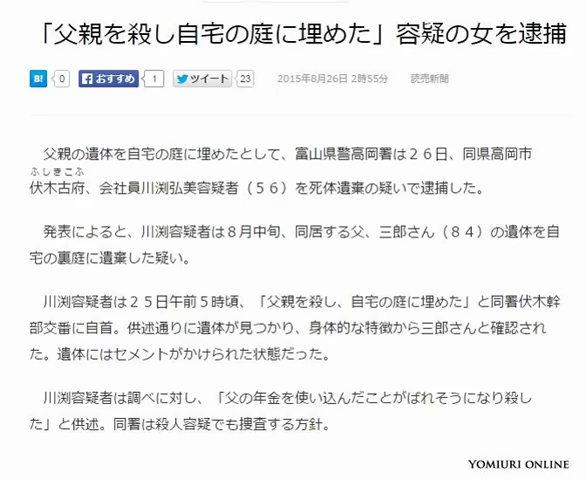 「父親を殺し自宅の庭に埋めた」容疑の女を逮捕
B! 0 おすすめ 1 ツイート 23 2015年8月26日 2時55分 読売新聞
父親の遺体を自宅の庭に埋めたとして、富山県警高岡署は２６日、同県高岡市
ふしきこふ
伏木古府、会社員川渕弘美容疑者（５６）を死体遺棄の疑いで逮捕した。
発表によると、川渕容疑者は８月中旬、同居する父、三郎さん（８４）の遺体を自
宅の裏庭に遺棄した疑い。
川渕容疑者は２５日午前５時頃、「父親を殺し、自宅の庭に埋めた」と同署伏木幹
部交番に自首。供述通りに遺体が見つかり、身体的な特徴から三郎さんと確認され
た。遺体にはセメントがかけられた状態だった。
川渕容疑者は調べに対し、「父の年金を使い込んだことがばれそうになり殺し
た」と供述。同署は殺人容疑でも捜査する方針。
YOMIURI ONLINE